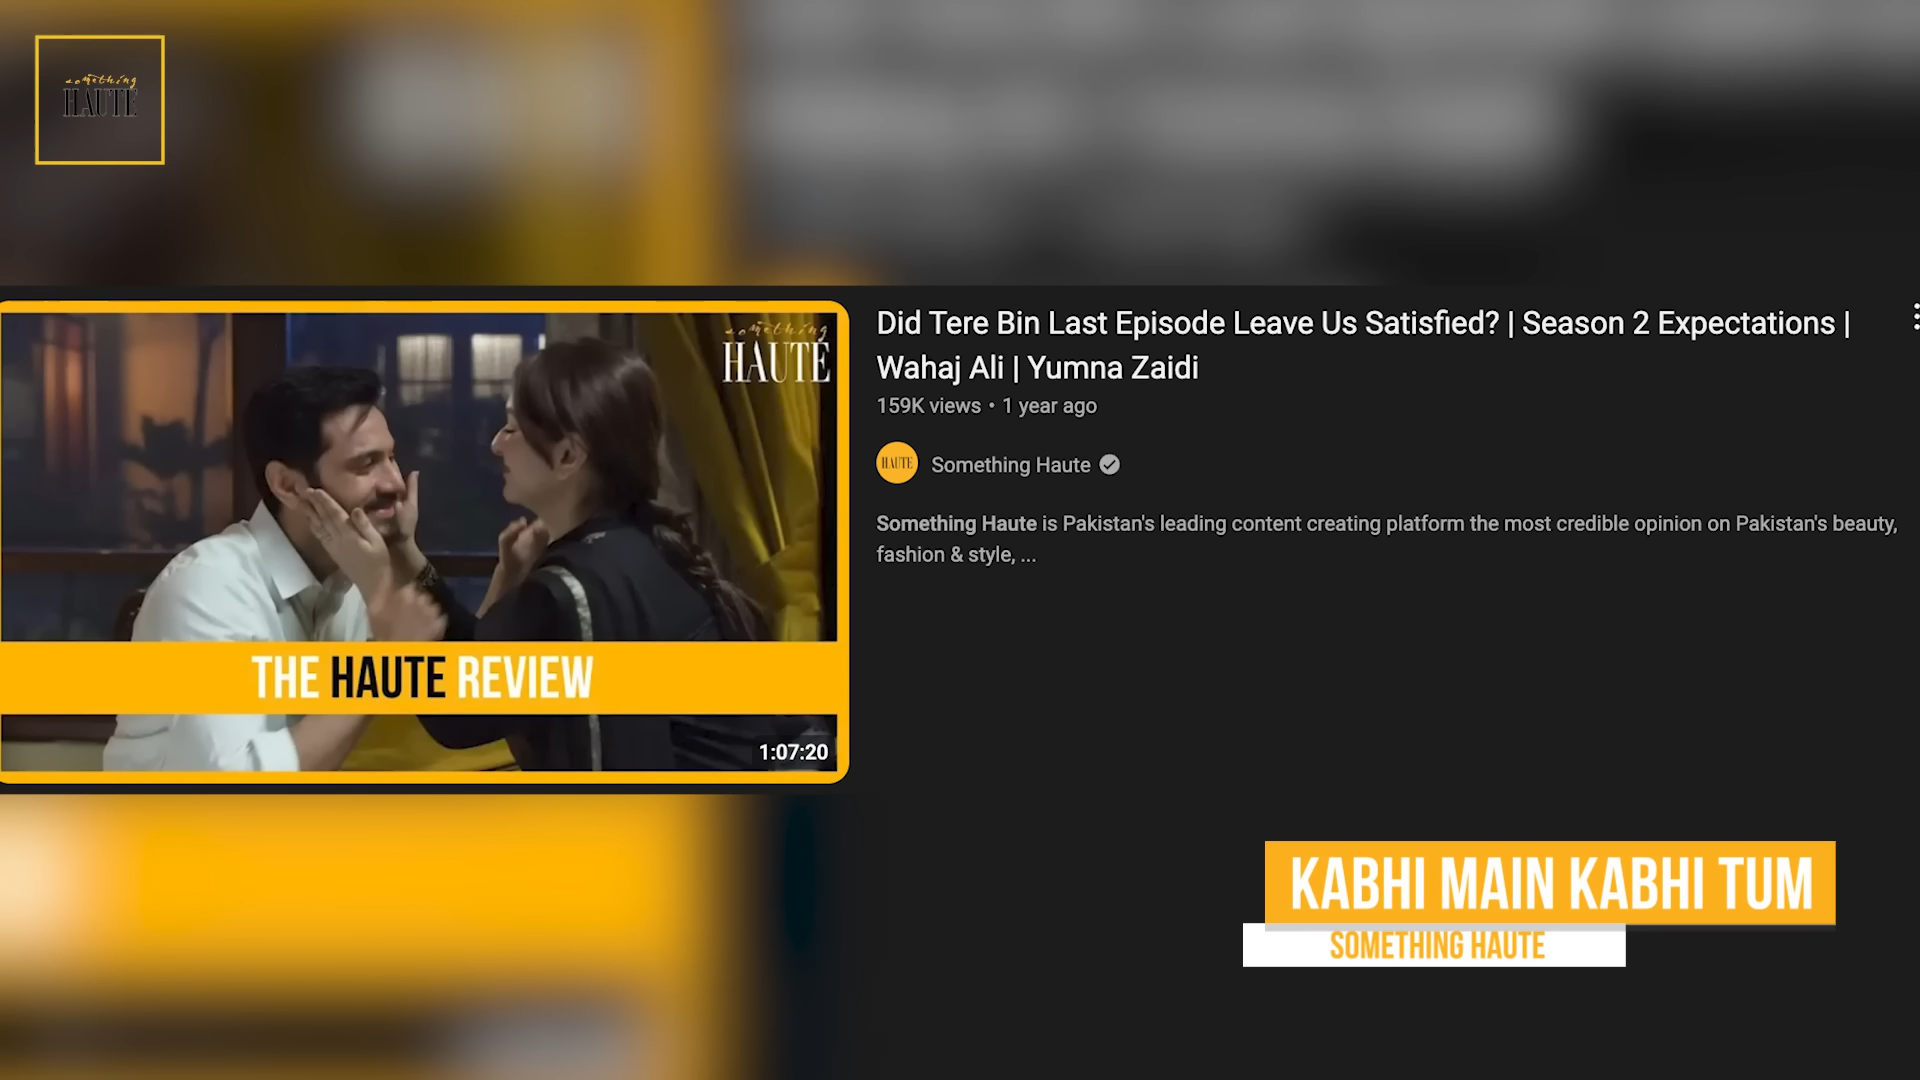 something
HAUTE
something
HAUTE
THE HAUTE REVIEW
1:07:20
Did Tere Bin Last Episode Leave Us Satisfied? | Season 2 Expectations |
Wahaj Ali | Yumna Zaidi
159K views • 1 year ago
HAUTE
Something Haute
Something Haute is Pakistan's leading content creating platform the most credible opinion on Pakistan's beauty,
fashion & style, ...
KABHI MAIN KABHI TUM
SOMETHING HAUTE